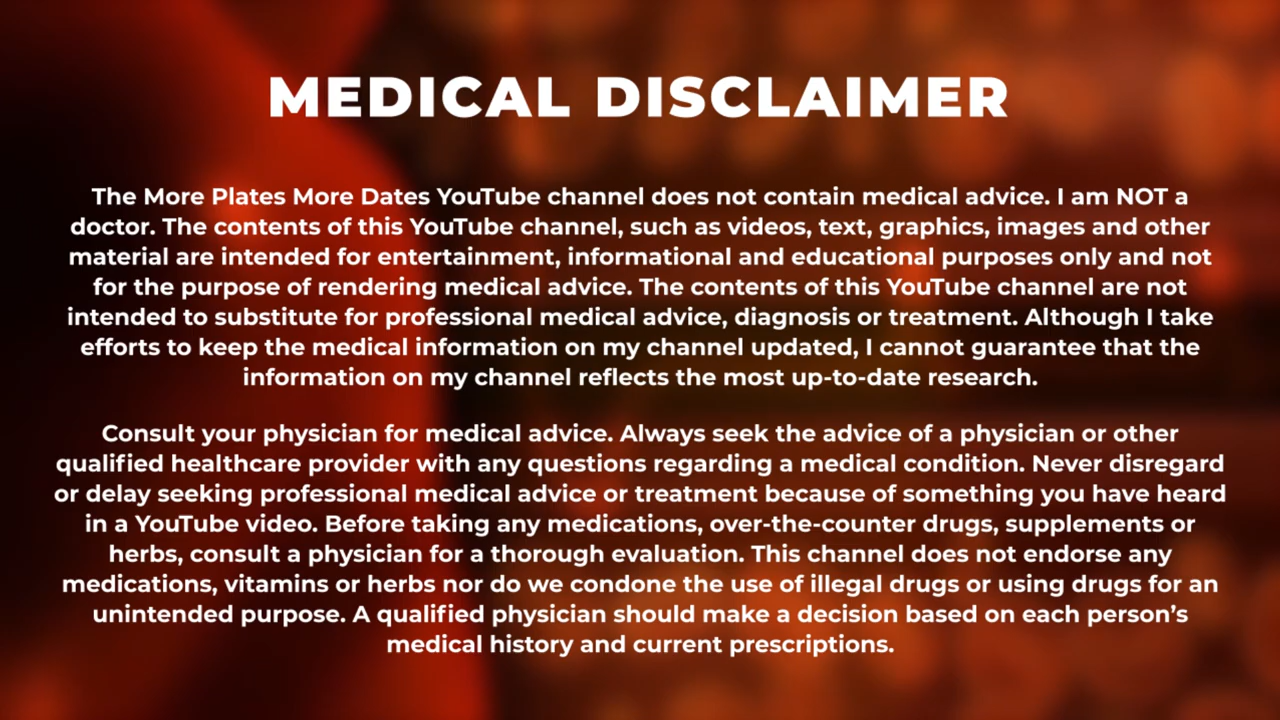 MEDICAL DISCLAIMER
The More Plates More Dates YouTube channel does not contain medical advice. I am NOT a
doctor. The contents of this YouTube channel, such as videos, text, graphics, images and other
material are intended for entertainment, informational and educational purposes only and not
for the purpose of rendering medical advice. The contents of this YouTube channel are not
intended to substitute for professional medical advice, diagnosis or treatment. Although I take
efforts to keep the medical information on my channel updated, I cannot guarantee that the
information on my channel reflects the most up-to-date research.
Consult your physician for medical advice. Always seek the advice of a physician or other
qualified healthcare provider with any questions regarding a medical condition. Never disregard
or delay seeking professional medical advice or treatment because of something you have heard
in a YouTube video. Before taking any medications, over-the-counter drugs, supplements or
herbs, consult a physician for a thorough evaluation. This channel does not endorse any
medications, vitamins or herbs nor do we condone the use of illegal drugs or using drugs for an
unintended purpose. A qualified physician should make a decision based on each person’s
medical history and current prescriptions.